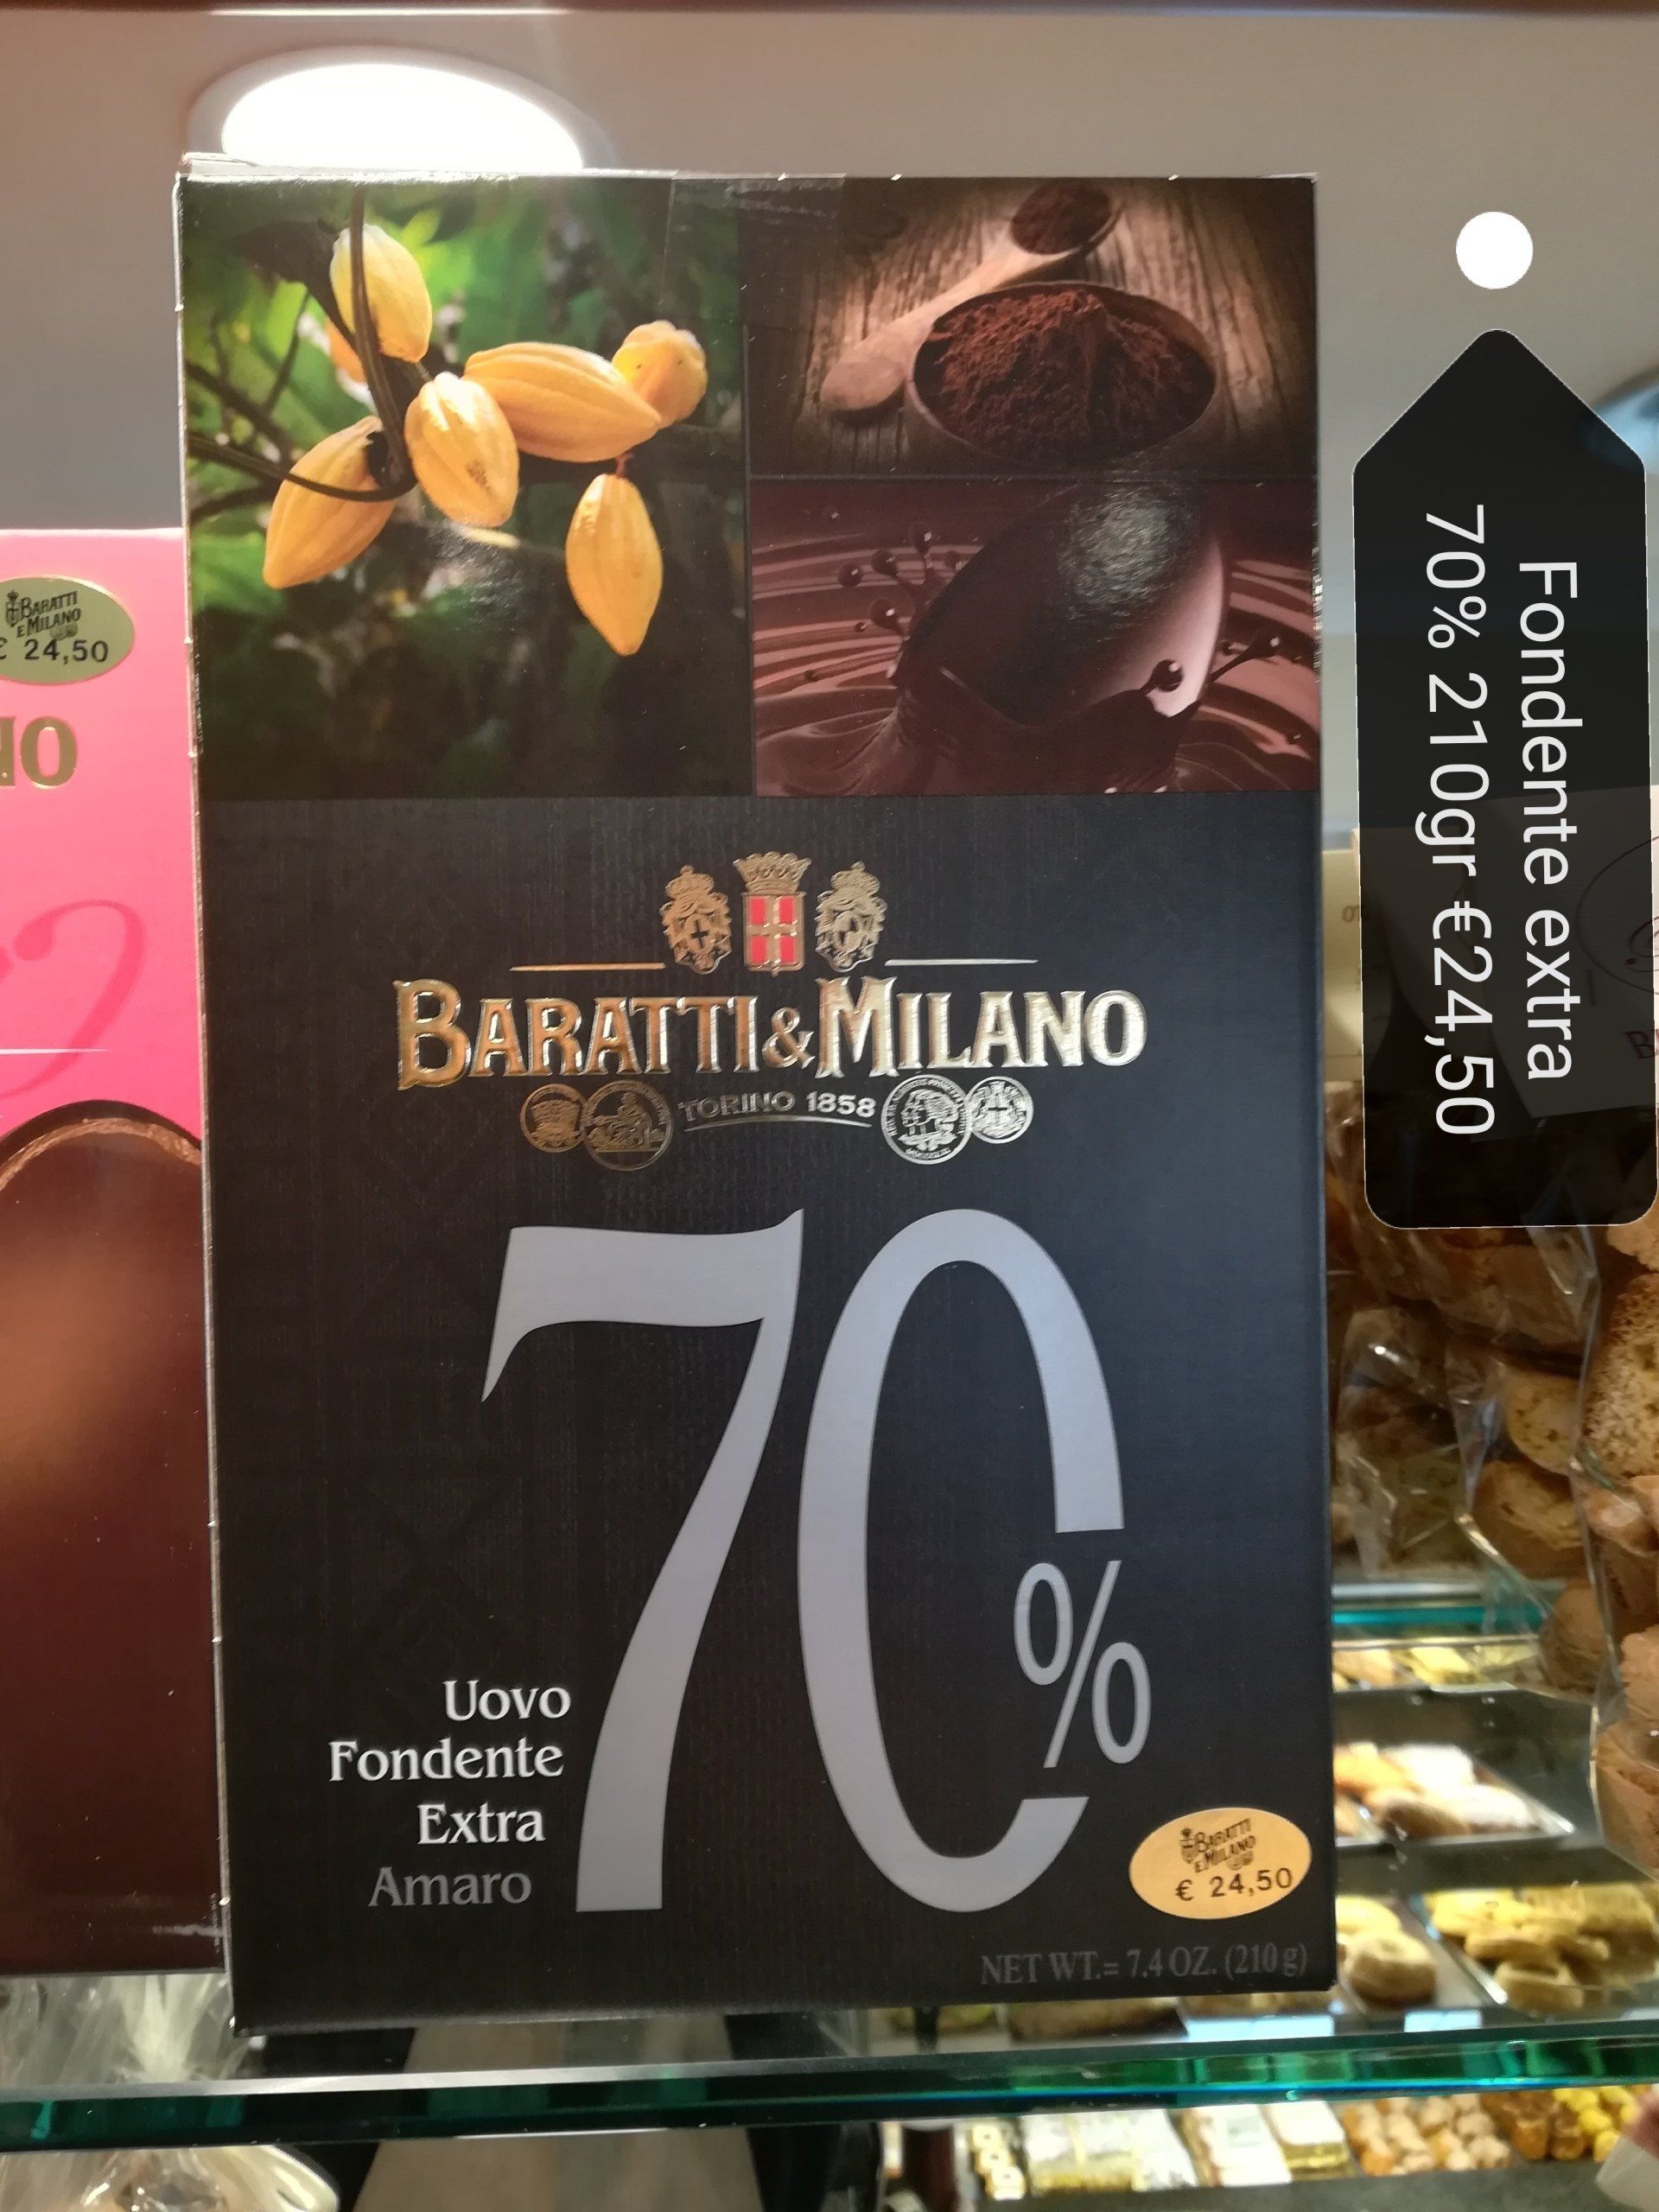 BARATTI
E MILANO
€ 24,50
NO
BARATTI&MILANO
TORINO 1858
70%
Uovo
Fondente
Extra
Amaro
BARATTI
E MILANO
€ 24,50
NET WT.= 7.4 OZ. (210 g)
Fondente extra
70% 210gr €24,50